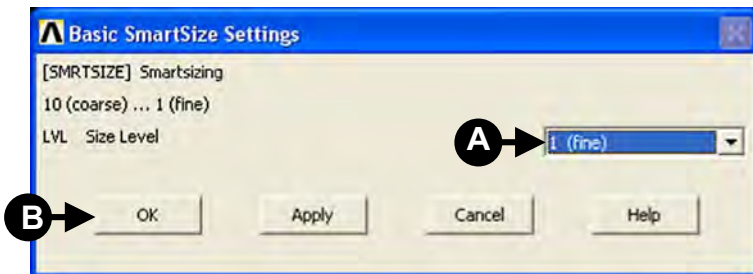 Basic SmartSize Settings
[SMRTSIZE] Smartsizing
10 (coarse) ... 1 (fine)
LVL Size Level
A
1 (fine)
B
OK Apply Cancel Help